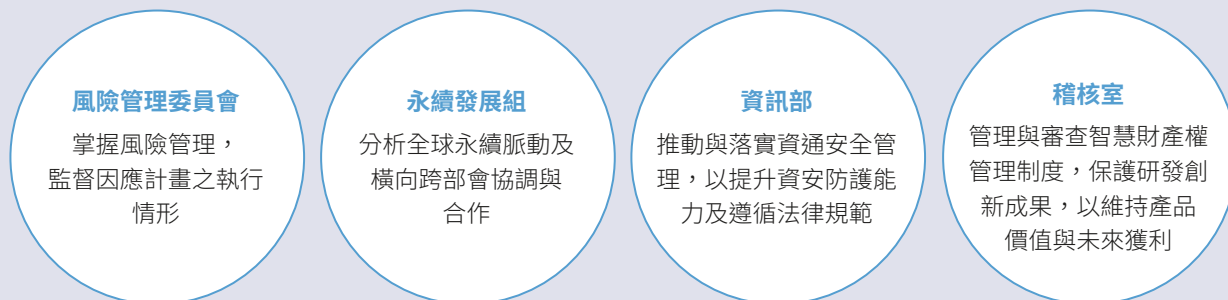 風險管理委員會
掌握風險管理，
監督因應計畫之執行
情形
永續發展組
分析全球永續脈動及
橫向跨部會協調與
合作
資訊部
推動與落實資通安全管
理，以提升資安防護能
力及遵循法律規範
稽核室
管理與審查智慧財產權
管理制度，保護研發創
新成果，以維持產品
價值與未來獲利